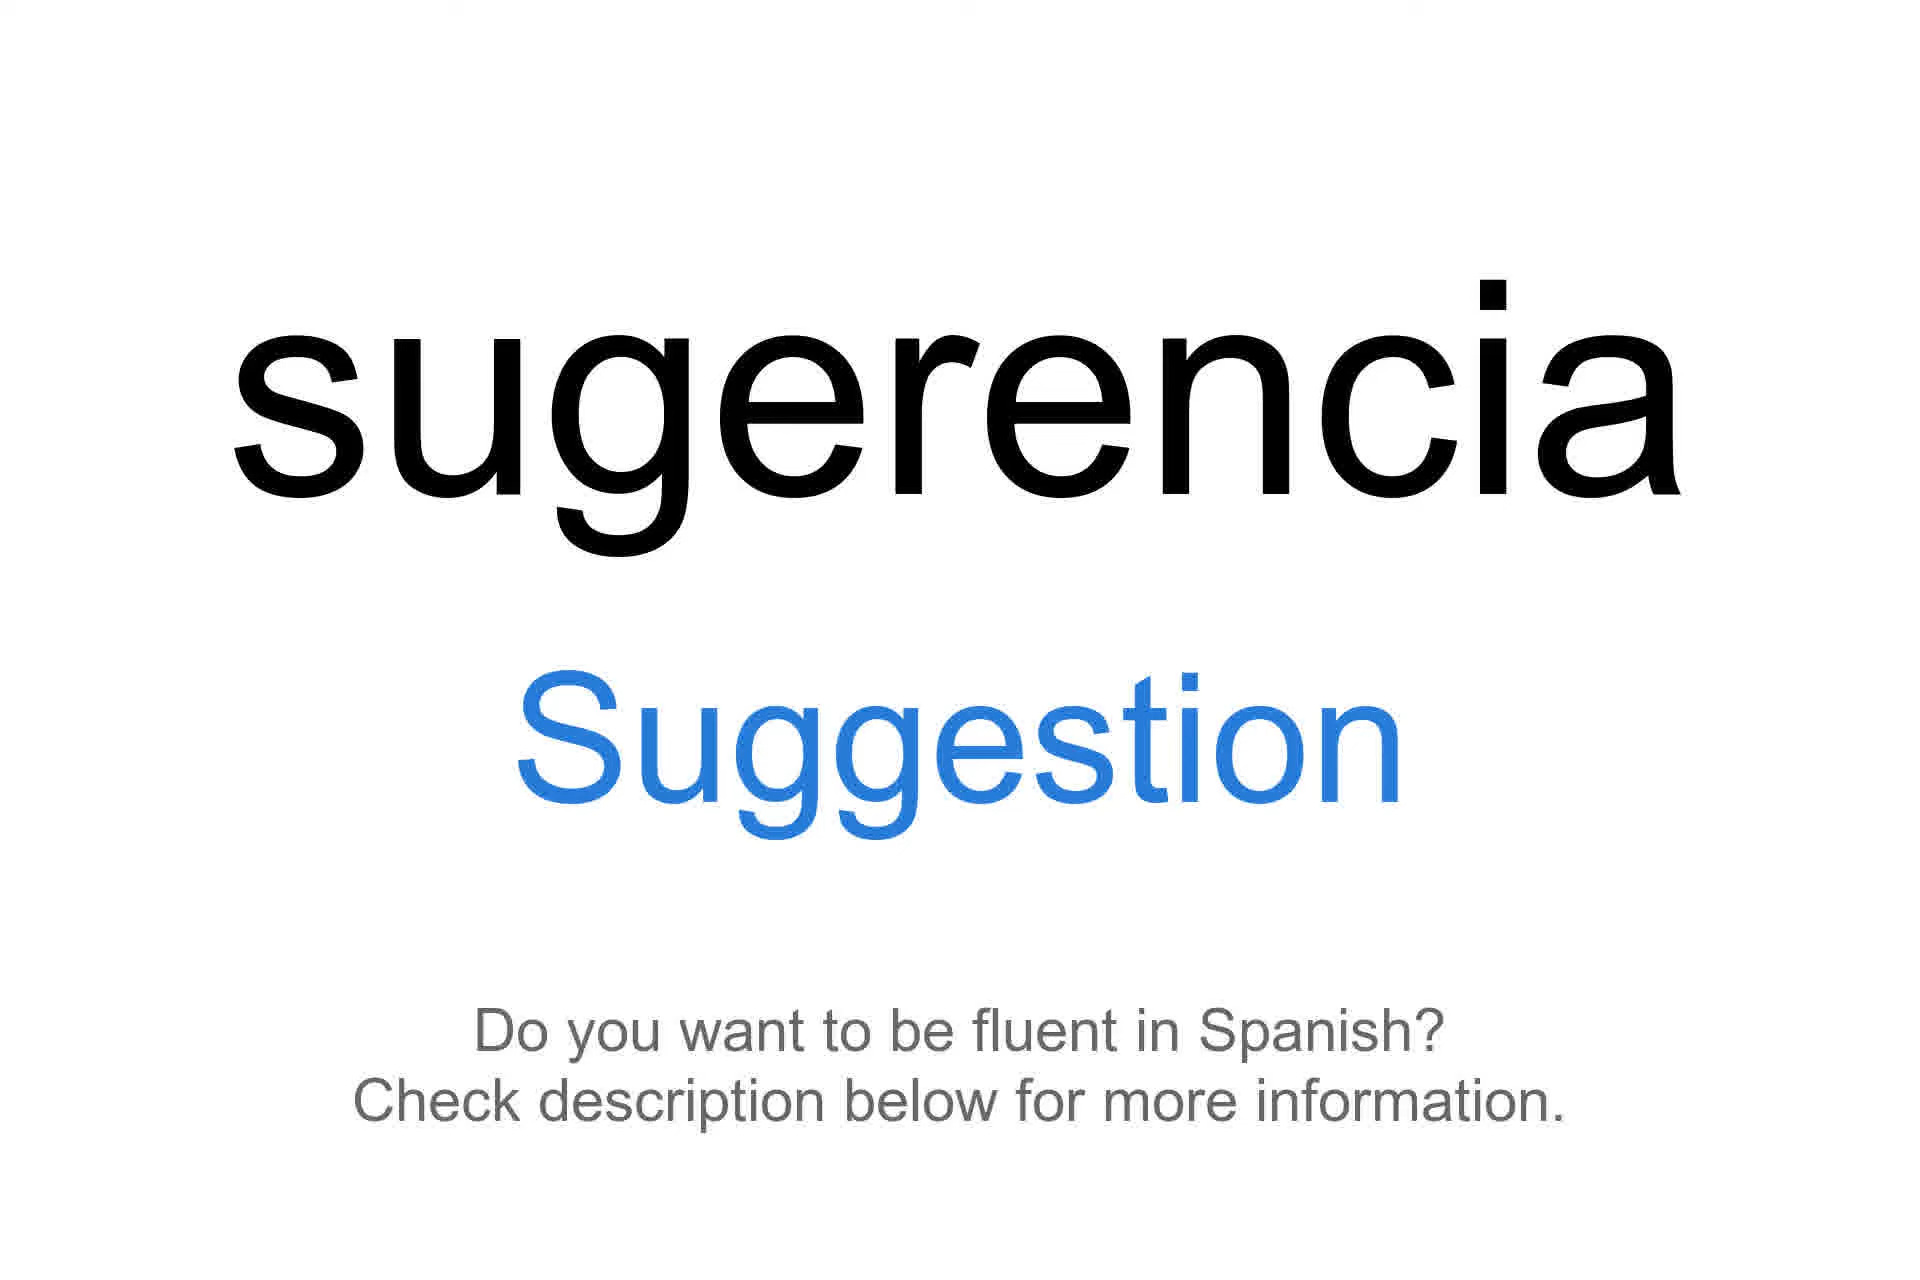 sugerencia
Suggestion
Do you want to be fluent in Spanish?
Check description below for more information.